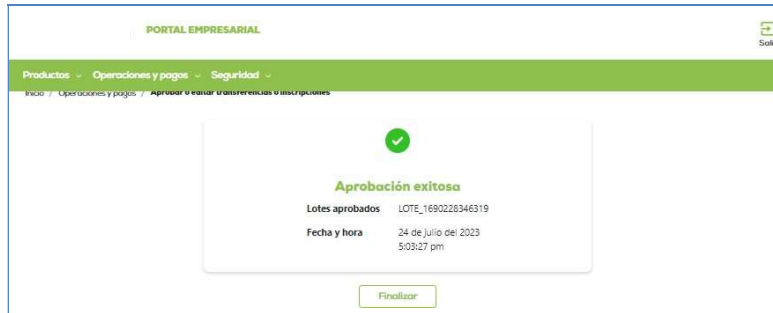 PORTAL EMPRESARIAL
Salir
Productos Operaciones y pagos Seguridad
Inicio / Operaciones y pagos / Aprobar o editar transferencias o inscripciones
Aprobación exitosa
Lotes aprobados LOTE_1690228346319
Fecha y hora 24 de Julio del 2023
5:03:27 pm
Finalizar